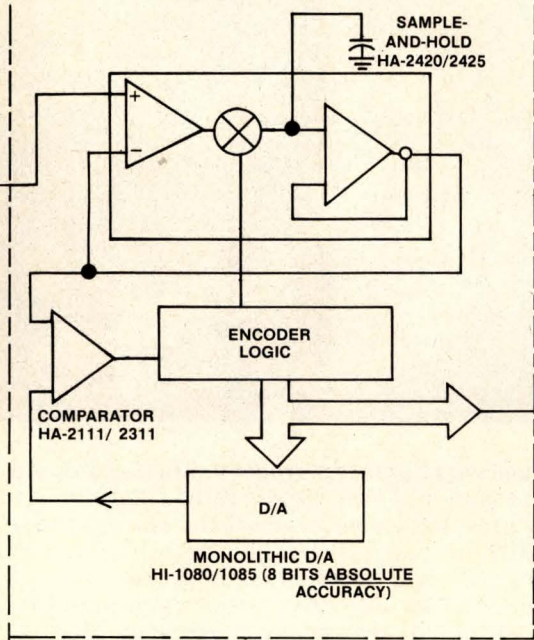 SAMPLE-
AND-HOLD
HA-2420/2425
+
−
ENCODER
LOGIC
COMPARATOR
HA-2111/ 2311
D/A
MONOLITHIC D/A
HI-1080/1085 (8 BITS ABSOLUTE
ACCURACY)